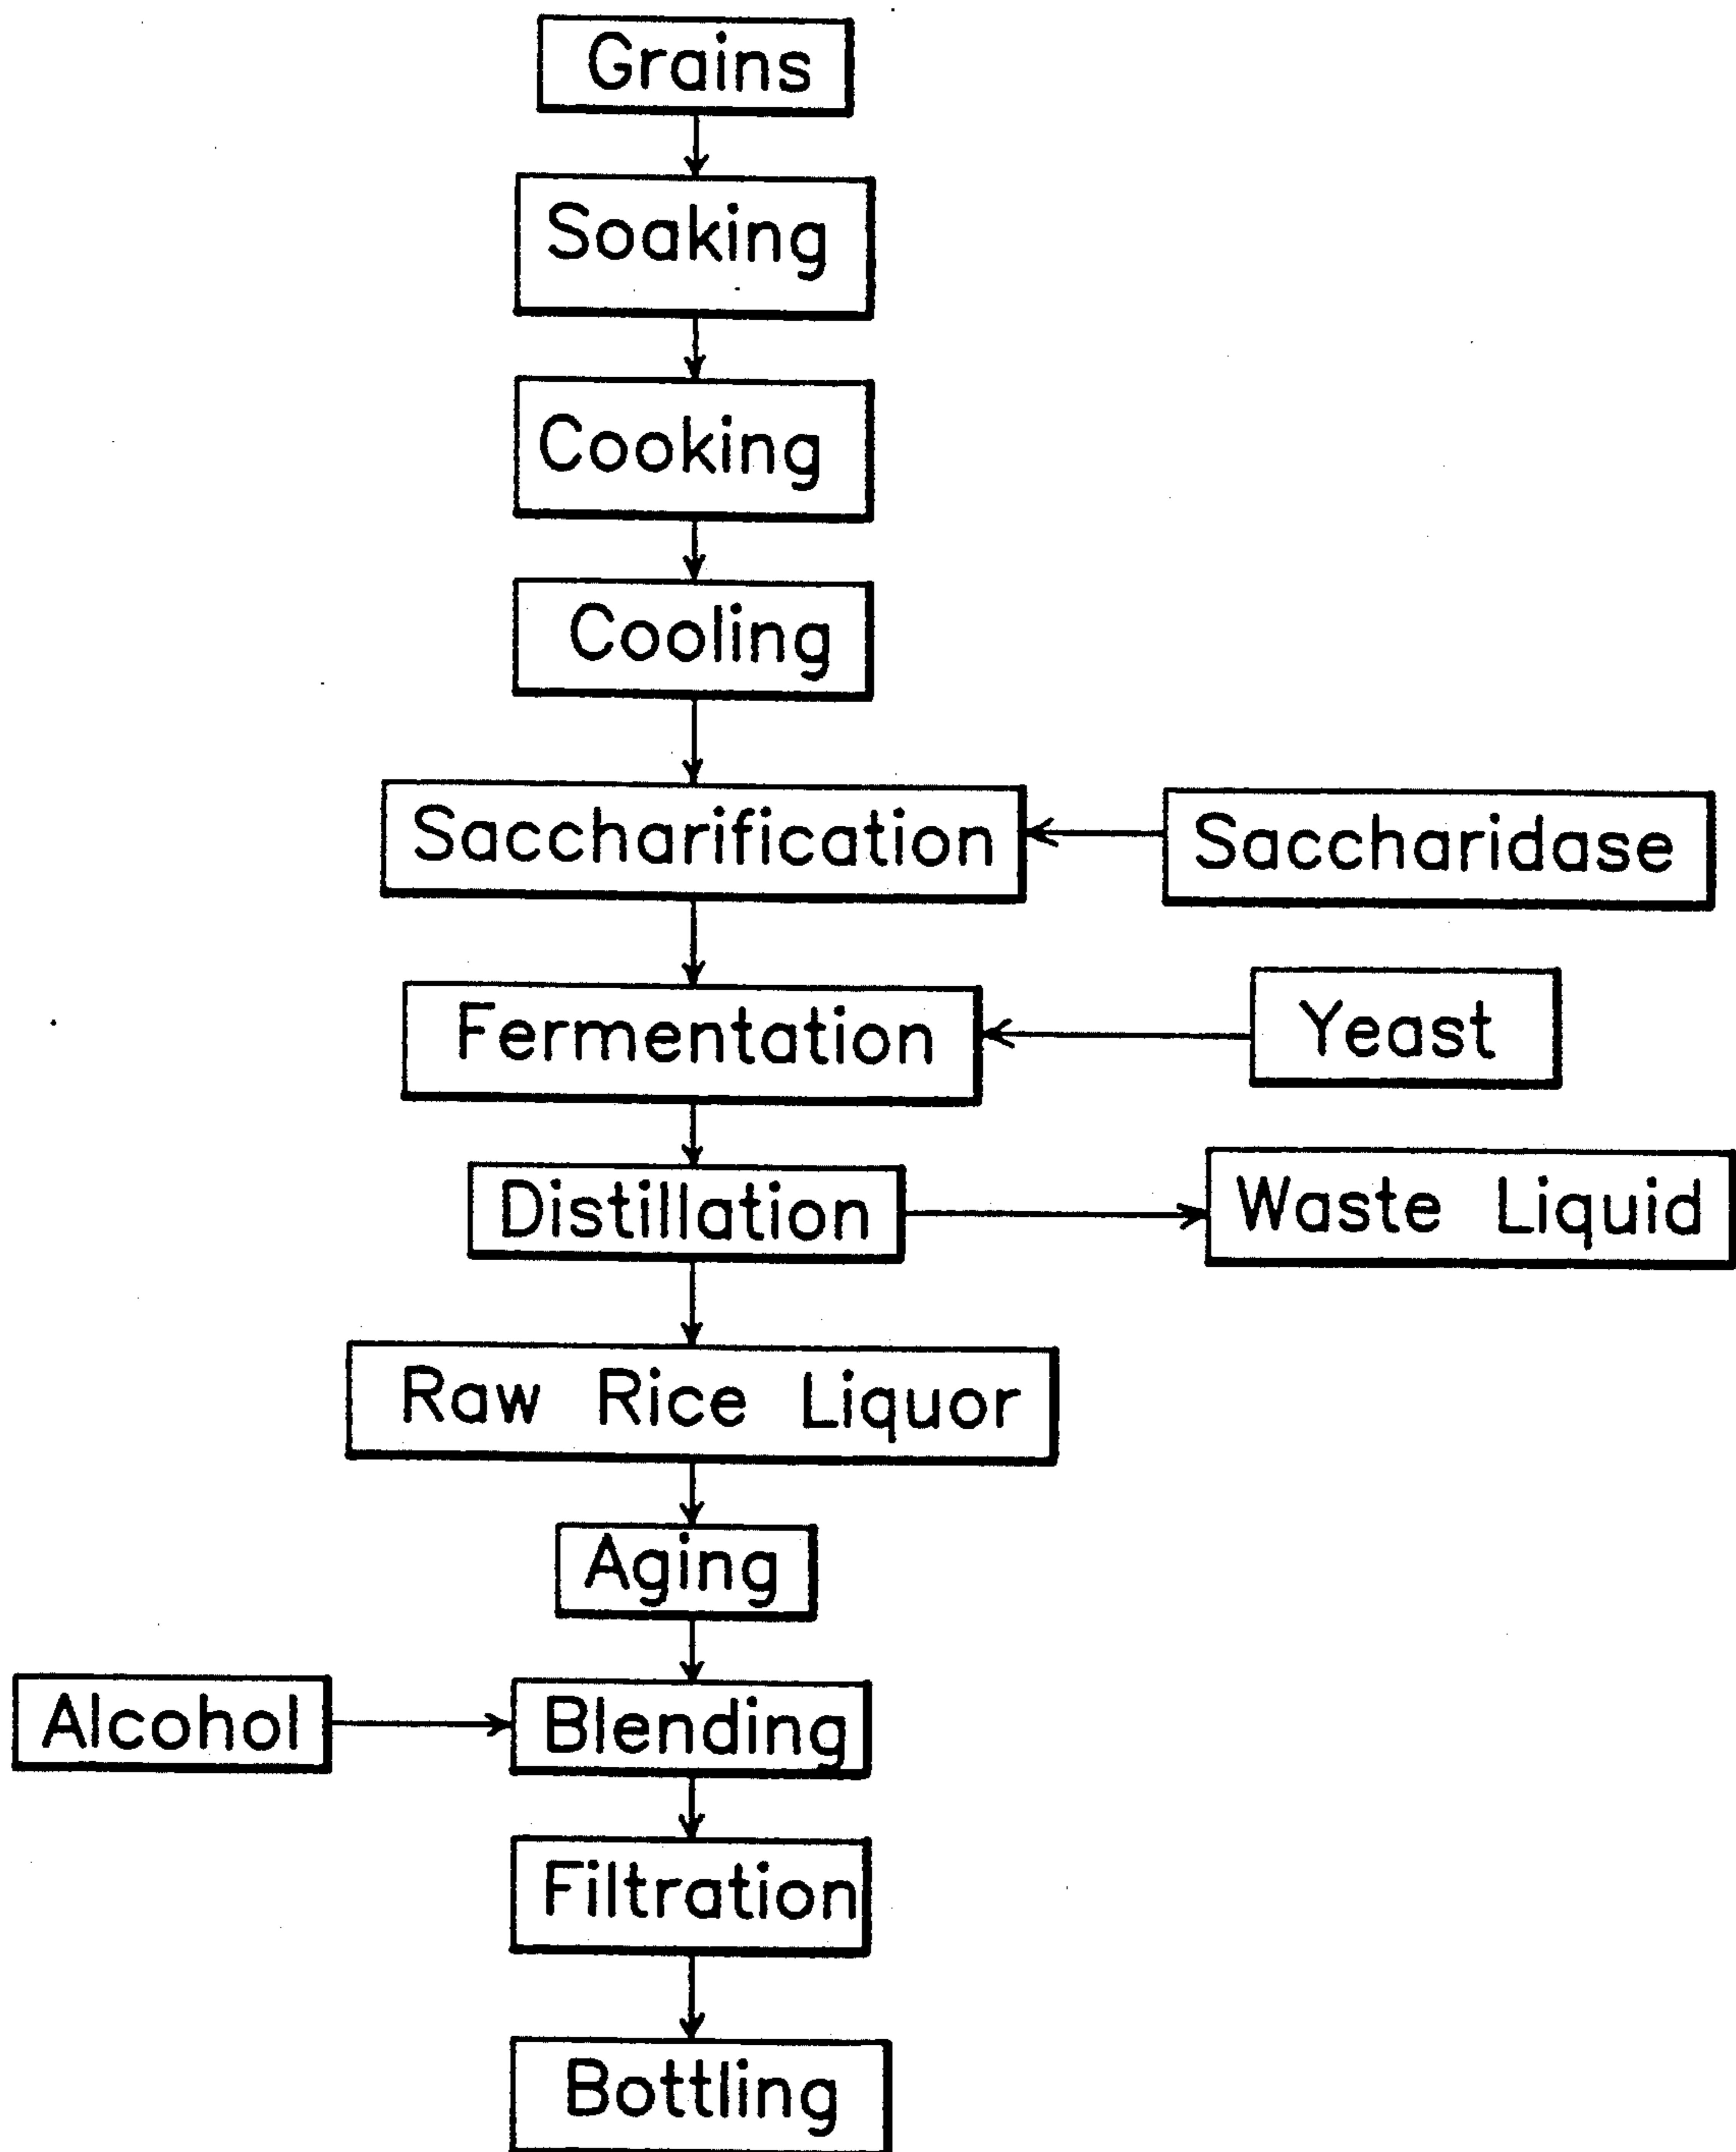 Grains
Soaking
Cooking
Cooling
Saccharification
Saccharidase
Fermentation
Yeast
Distillation
Waste Liquid
Raw Rice Liquor
Aging
Alcohol
Blending
Filtration
Bottling